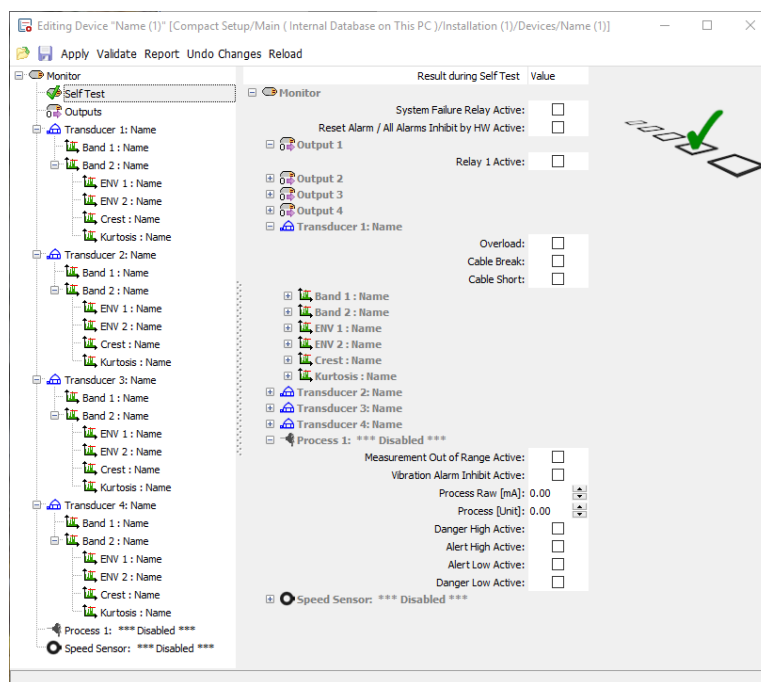 Editing Device "Name (1)" [Compact Setup/Main ( Internal Database on This PC )/Installation (1)/Devices/Name (1)]
Apply Validate Report Undo Changes Reload
Monitor
Self Test
Outputs
Transducer 1: Name
Band 1 : Name
Band 2 : Name
ENV 1 : Name
ENV 2 : Name
Crest : Name
Kurtosis : Name
Transducer 2: Name
Band 1 : Name
Band 2 : Name
ENV 1 : Name
ENV 2 : Name
Crest : Name
Kurtosis : Name
Transducer 3: Name
Band 1 : Name
Band 2 : Name
ENV 1 : Name
ENV 2 : Name
Crest : Name
Kurtosis : Name
Transducer 4: Name
Band 1 : Name
Band 2 : Name
ENV 1 : Name
ENV 2 : Name
Crest : Name
Kurtosis : Name
Process 1: *** Disabled ***
Speed Sensor: *** Disabled ***
Result during Self Test Value
Monitor
System Failure Relay Active:
Reset Alarm / All Alarms Inhibit by HW Active:
Output 1
Relay 1 Active:
Output 2
Output 3
Output 4
Transducer 1: Name
Overload:
Cable Break:
Cable Short:
Band 1 : Name
Band 2 : Name
ENV 1 : Name
ENV 2 : Name
Crest : Name
Kurtosis : Name
Transducer 2: Name
Transducer 3: Name
Transducer 4: Name
Process 1: *** Disabled ***
Measurement Out of Range Active:
Vibration Alarm Inhibit Active:
Process Raw [mA]: 0.00
Process [Unit]: 0.00
Danger High Active:
Alert High Active:
Alert Low Active:
Danger Low Active:
Speed Sensor: *** Disabled ***